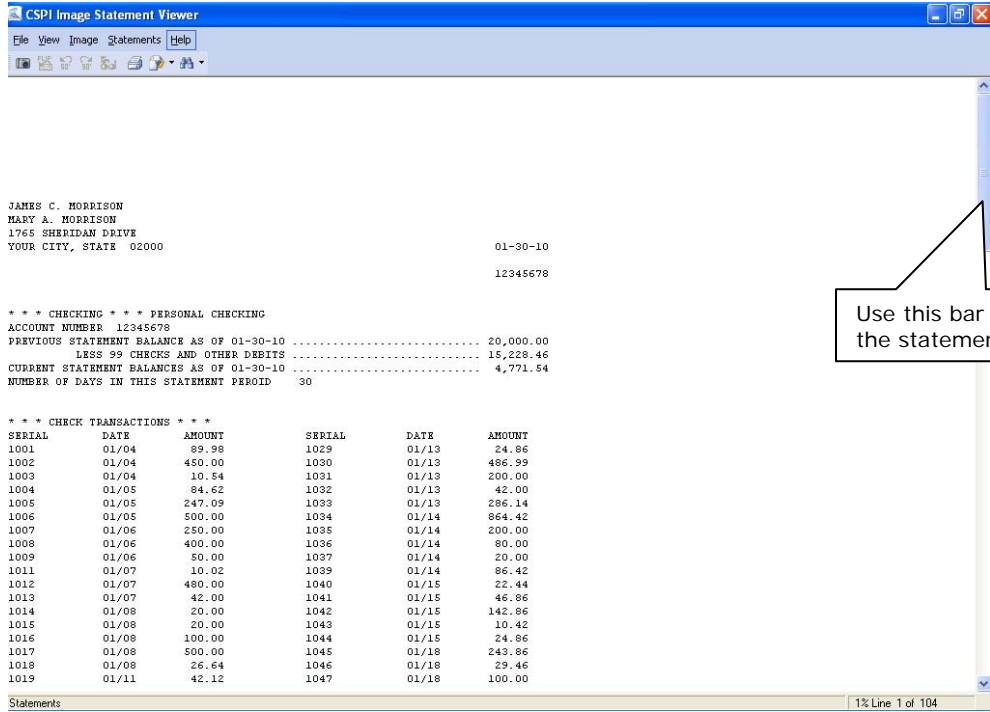 CSPI Image Statement Viewer
File View Image Statements Help
JAMES C. MORRISON
MARY A. MORRISON
1765 SHERIDAN DRIVE
YOUR CITY, STATE 02000 01-30-10
12345678
* * * CHECKING * * * PERSONAL CHECKING
ACCOUNT NUMBER 12345678
PREVIOUS STATEMENT BALANCE AS OF 01-30-10 ............................ 20,000.00
LESS 99 CHECKS AND OTHER DEBITS ............................ 15,228.46
CURRENT STATEMENT BALANCES AS OF 01-30-10 ............................ 4,771.54
NUMBER OF DAYS IN THIS STATEMENT PEROID 30
Use this bar
the statemen
* * * CHECK TRANSACTIONS * * *
SERIAL DATE AMOUNT SERIAL DATE AMOUNT
1001 01/04 89.98 1029 01/13 24.86
1002 01/04 450.00 1030 01/13 486.99
1003 01/04 10.54 1031 01/13 200.00
1004 01/05 84.62 1032 01/13 42.00
1005 01/05 247.09 1033 01/13 286.14
1006 01/05 500.00 1034 01/14 864.42
1007 01/06 250.00 1035 01/14 200.00
1008 01/06 400.00 1036 01/14 80.00
1009 01/06 50.00 1037 01/14 20.00
1011 01/07 10.02 1039 01/14 86.42
1012 01/07 480.00 1040 01/15 22.44
1013 01/07 42.00 1041 01/15 46.86
1014 01/08 20.00 1042 01/15 142.86
1015 01/08 20.00 1043 01/15 10.42
1016 01/08 100.00 1044 01/15 24.86
1017 01/08 500.00 1045 01/18 243.86
1018 01/08 26.64 1046 01/18 29.46
1019 01/11 42.12 1047 01/18 100.00
Statements 1% Line 1 of 104